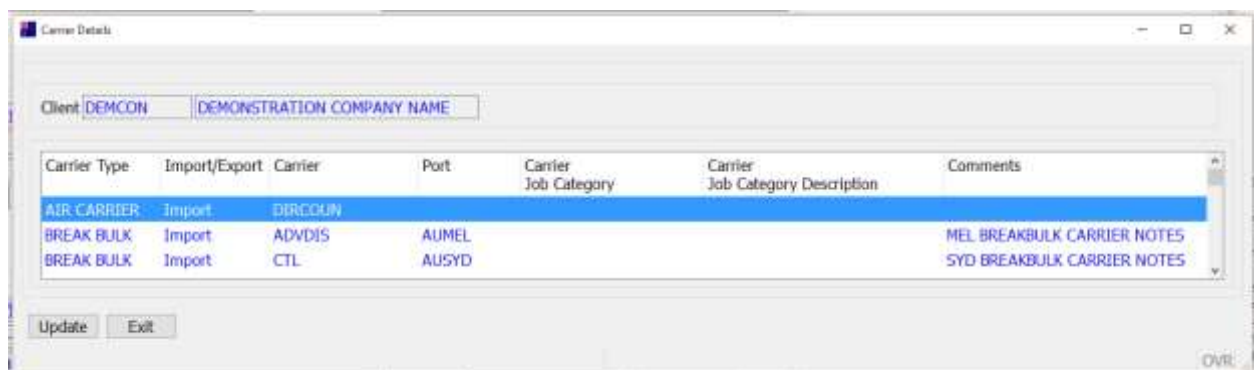 Carrier Details
Client DEMCON DEMONSTRATION COMPANY NAME
Carrier Type Import/Export Carrier Port Carrier Job Category Carrier Job Category Description Comments
AIR CARRIER Import DIRCOUN
BREAK BULK Import ADVDIS AUMEL MEL BREAKBULK CARRIER NOTES
BREAK BULK Import CTL AUSYD SYD BREAKBULK CARRIER NOTES
Update Exit
OVR